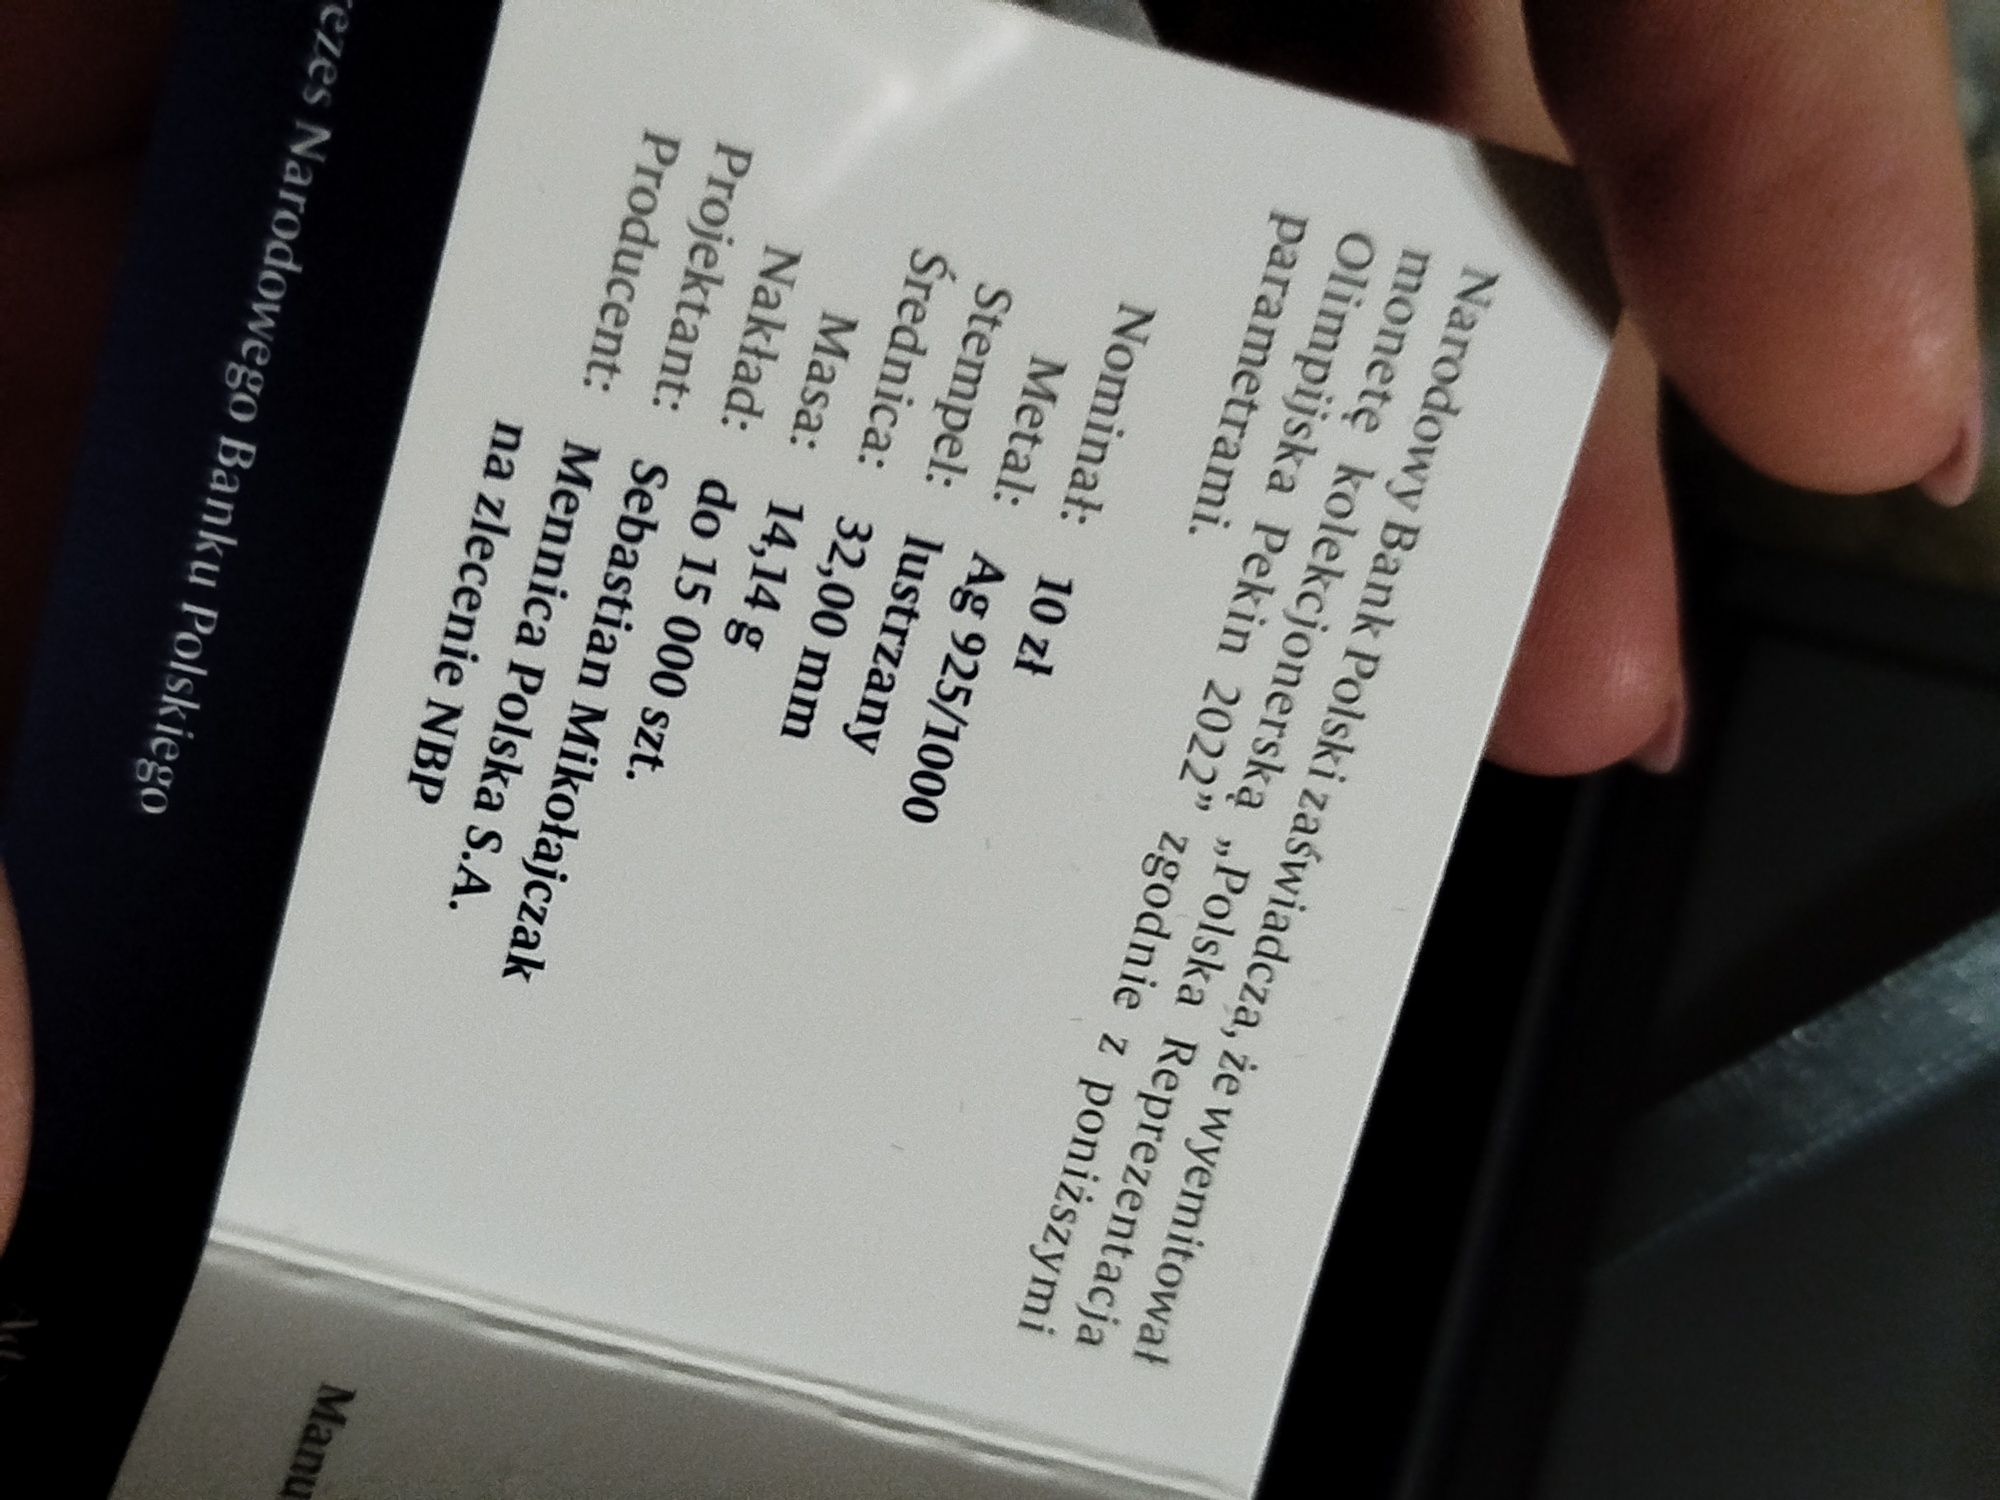 Narodowy Bank Polski zaświadcza, że wyemitował
monetę kolekcjonerską „Polska Reprezentacja
Olimpijska Pekin 2022” zgodnie z poniższymi
parametrami.
Nominał: 10 zł
Metal: Ag 925/1000
Stempel: lustrzany
Średnica: 32,00 mm
Masa: 14,14 g
Nakład: do 15 000 szt.
Projektant: Sebastian Mikołajczak
Producent: Mennica Polska S.A.
na zleccenie NBP
Narodowego Banku Polskiego